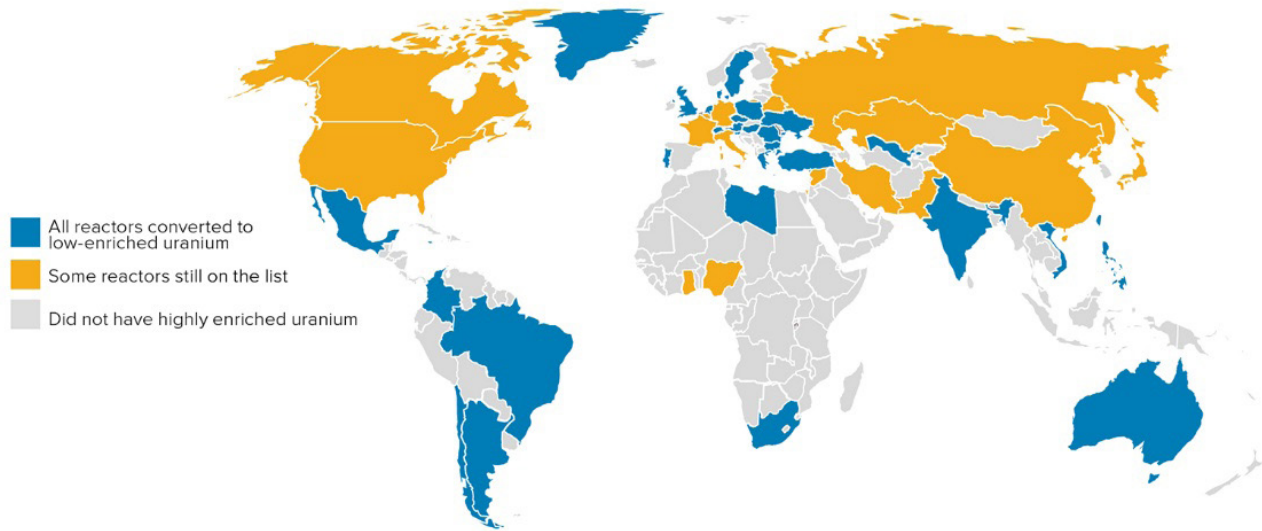 All reactors converted to
low-enriched uranium
Some reactors still on the list
Did not have highly enriched uranium